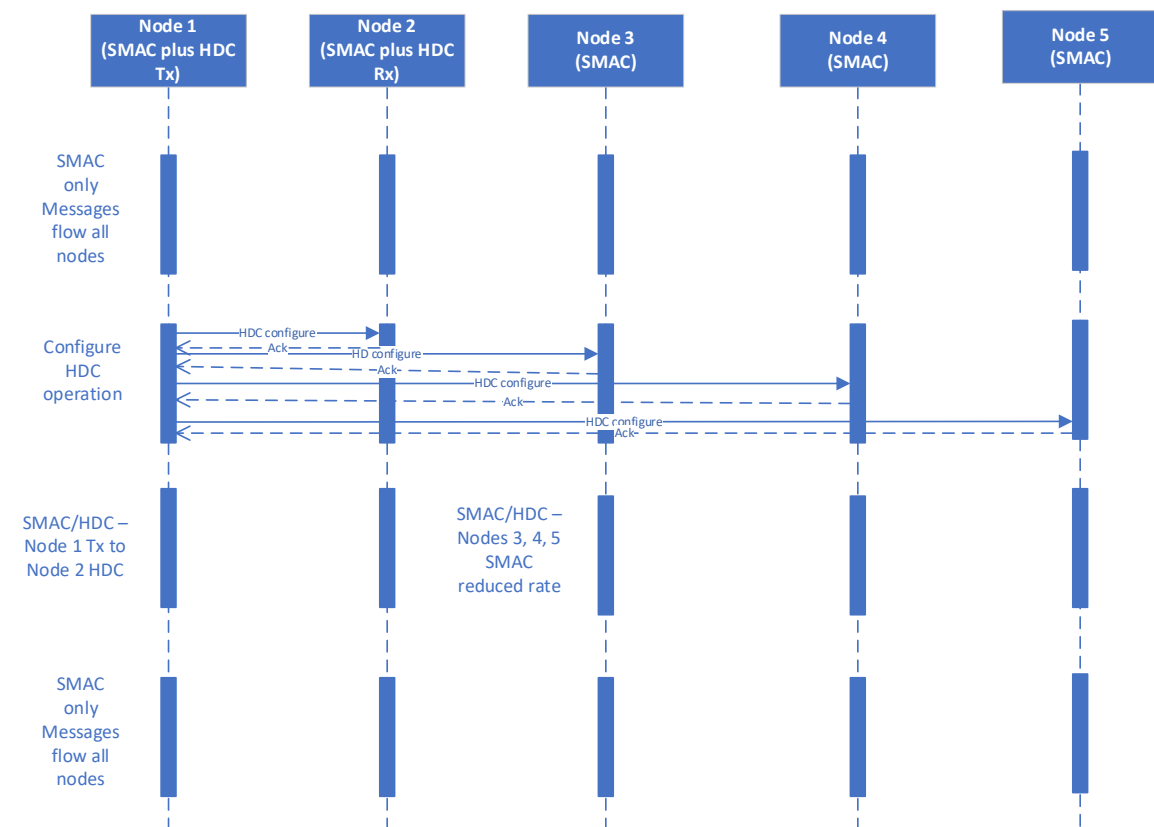 Node 1
(SMAC plus HDC
Tx)
Node 2
(SMAC plus HDC
Rx)
Node 3
(SMAC)
Node 4
(SMAC)
Node 5
(SMAC)
SMAC
only
Messages
flow all
nodes
Configure
HDC
operation
HDC configure
Ack
HD configure
Ack
HDC configure
Ack
HDC configure
Ack
SMAC/HDC –
Node 1 Tx to
Node 2 HDC
SMAC/HDC –
Nodes 3, 4, 5
SMAC
reduced rate
SMAC
only
Messages
flow all
nodes